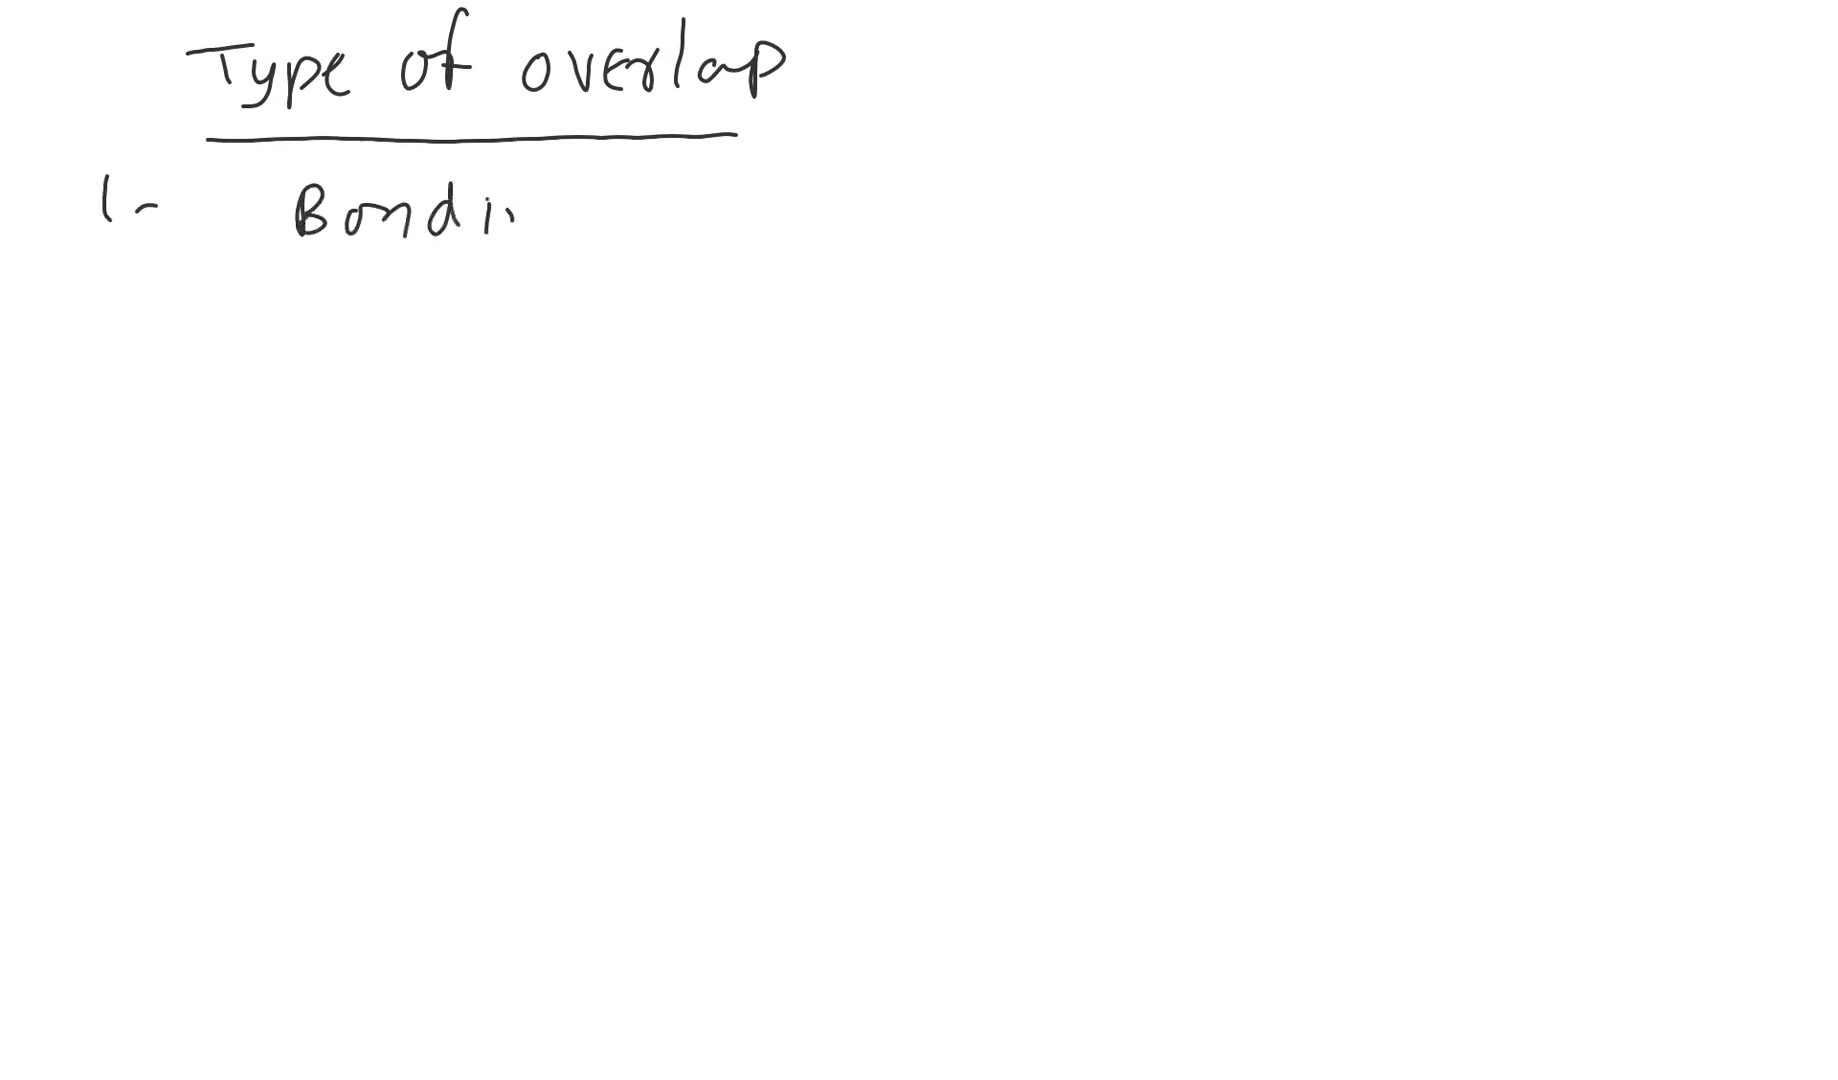 Type of overlap
1- Bondi